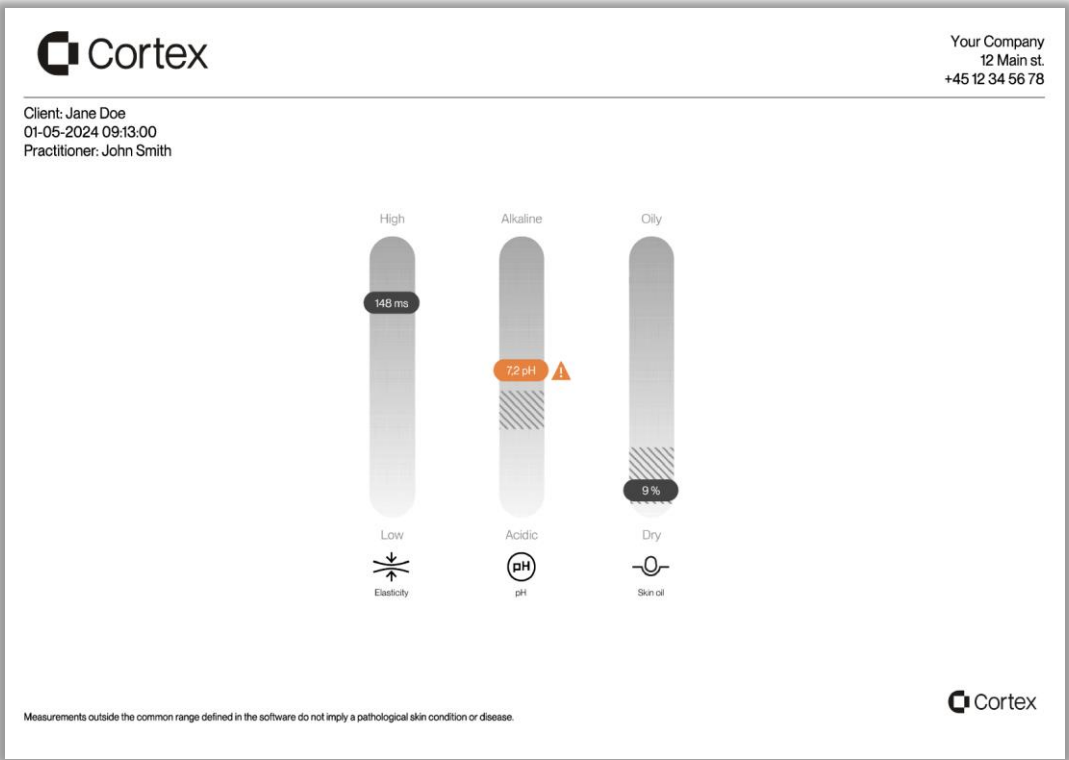 Cortex
Your Company
12 Main st.
+45 12 34 56 78
Client: Jane Doe
01-05-2024 09:13:00
Practitioner: John Smith
High
Alkaline
Oily
148 ms
7,2 pH
9 %
Low
Acidic
Dry
pH
Elasticity
pH
Skin oil
Cortex
Measurements outside the common range defined in the software do not imply a pathological skin condition or disease.